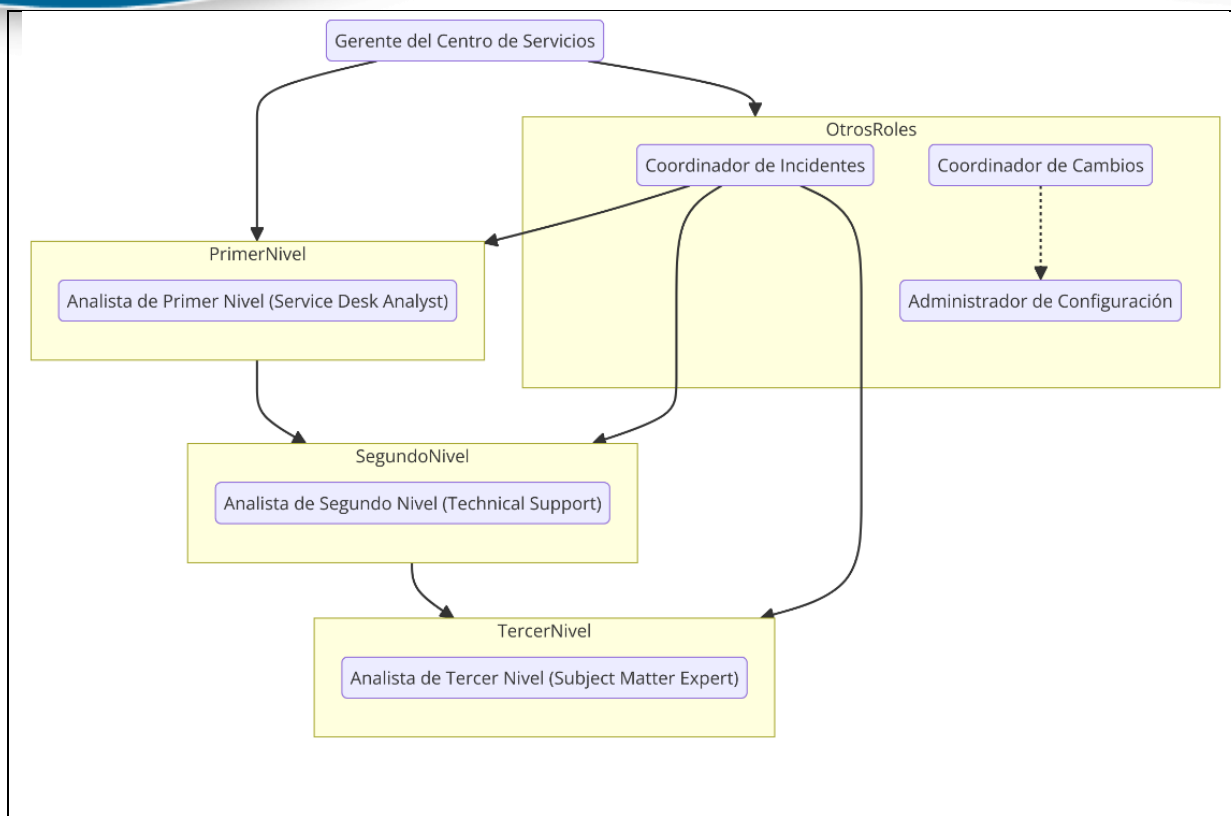 Gerente del Centro de Servicios
OtrosRoles
Coordinador de Incidentes
Coordinador de Cambios
PrimerNivel
Analista de Primer Nivel (Service Desk Analyst)
Administrador de Configuración
SegundoNivel
Analista de Segundo Nivel (Technical Support)
TercerNivel
Analista de Tercer Nivel (Subject Matter Expert)